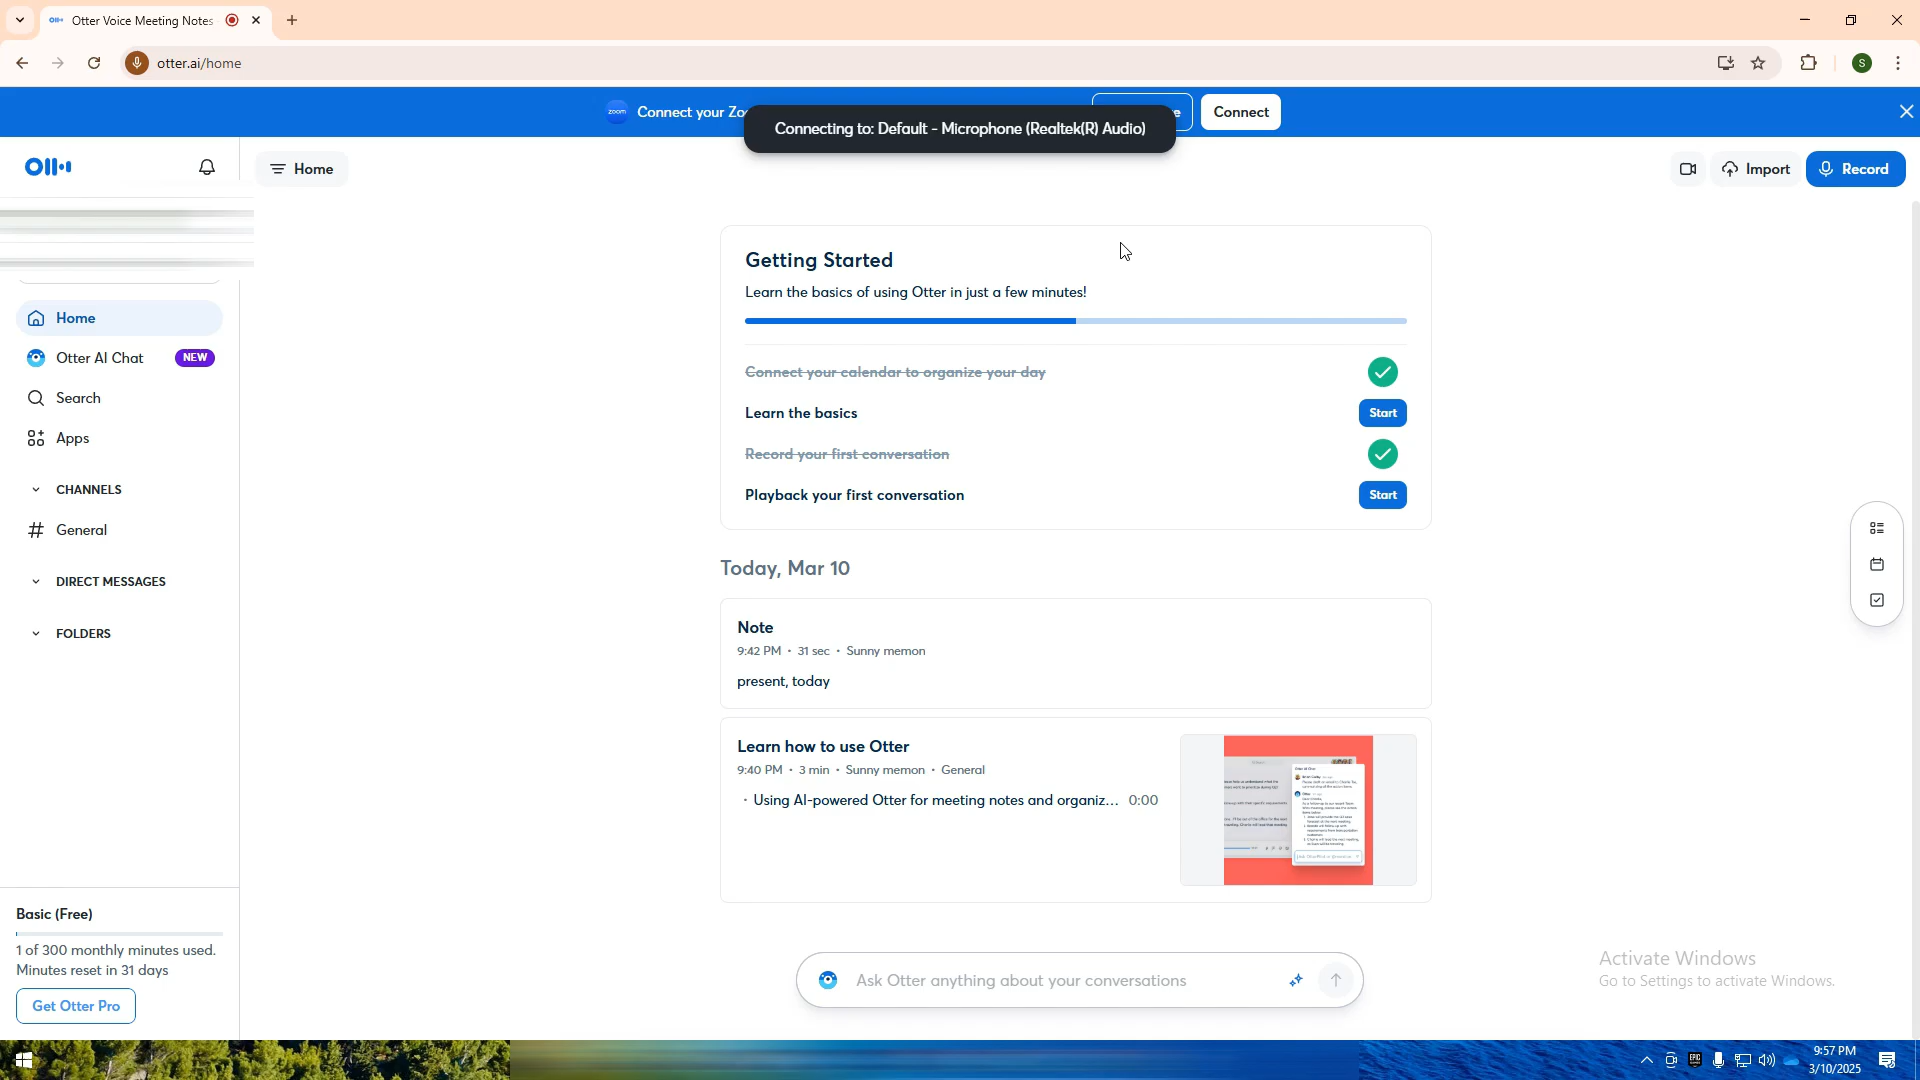 Otter Voice Meeting Notes
otter.ai/home
S
zoom Connect your Zo
Connect
Connecting to: Default - Microphone (Realtek(R) Audio)
Home
Import
Record
Getting Started
Learn the basics of using Otter in just a few minutes!
Connect your calendar to organize your day
Learn the basics
Start
Record your first conversation
Playback your first conversation
Start
Home
Otter AI Chat NEW
Search
Apps
CHANNELS
# General
DIRECT MESSAGES
FOLDERS
Today, Mar 10
Note
9:42 PM • 31 sec • Sunny memon
present, today
Learn how to use Otter
9:40 PM • 3 min • Sunny memon • General
· Using AI-powered Otter for meeting notes and organiz... 0:00
Basic (Free)
1 of 300 monthly minutes used.
Minutes reset in 31 days
Get Otter Pro
Ask Otter anything about your conversations
Activate Windows
Go to Settings to activate Windows.
9:57 PM
3/10/2025